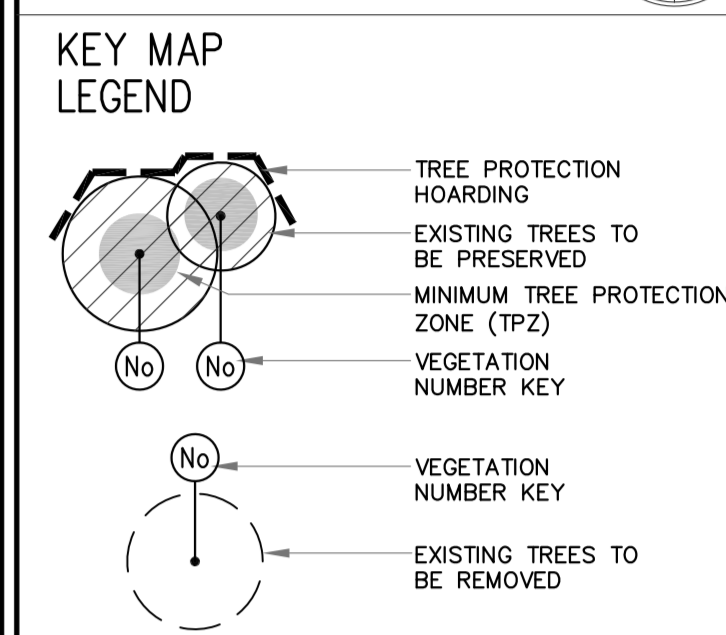 KEY MAP
LEGEND
TREE PROTECTION
HOARDING
EXISTING TREES TO
BE PRESERVED
MINIMUM TREE PROTECTION
ZONE (TPZ)
No
No
VEGETATION
NUMBER KEY
No
VEGETATION
NUMBER KEY
EXISTING TREES TO
BE REMOVED